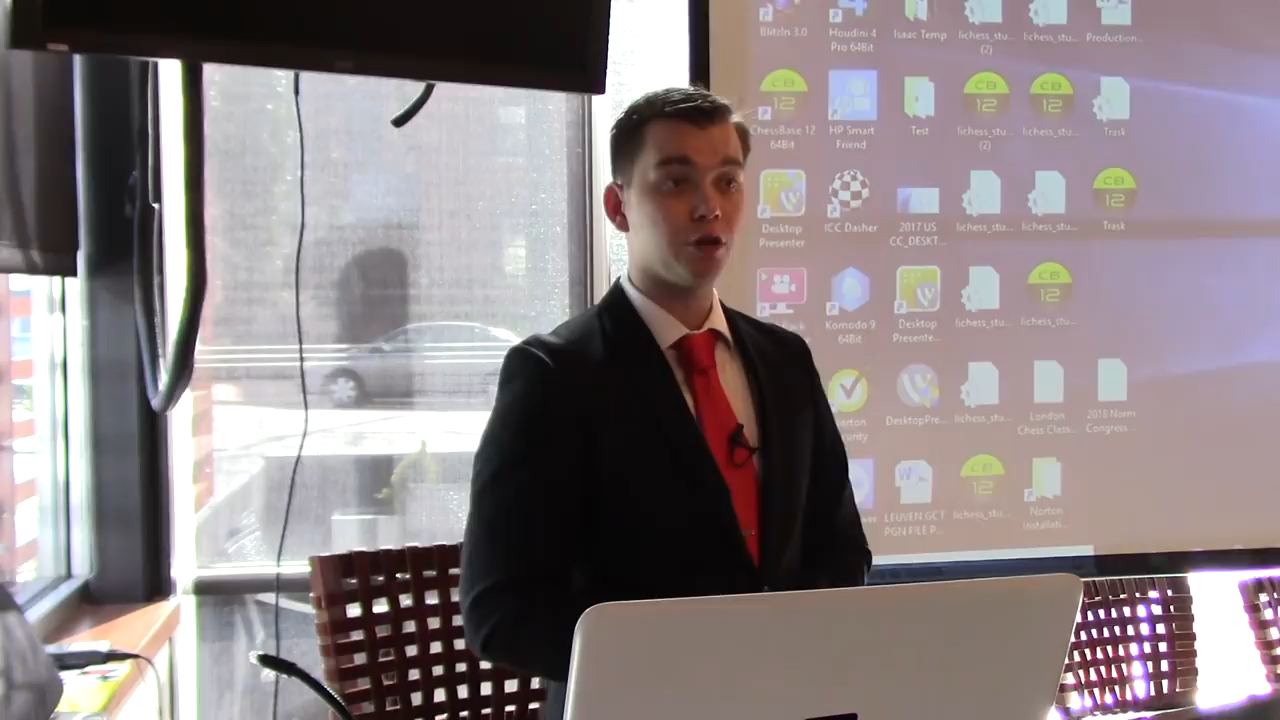 Blitzin 3.0
Houdini 4
Pro 64Bit
Isaac Temp
lichess_stu...
(2)
lichess_stu...
Production...
CB
12
CB
12
CB
12
ChessBase 12
64Bit
HP Smart
Friend
Test
lichess_stu...
(2)
lichess_stu...
Trask
CB
12
Desktop
Presenter
ICC Dasher
2017 US
CC_DESKT...
lichess_stu...
lichess_stu...
Trask
CB
12
Komodo 9
64Bit
Desktop
Presente...
lichess_stu...
lichess_stu...
DesktopPre...
lichess_stu...
London
Chess Class...
2018 Norm
Congress...
CB
12
LEUVEN GCT
PGN FILE P...
lichess_stu...
Norton
Installati...